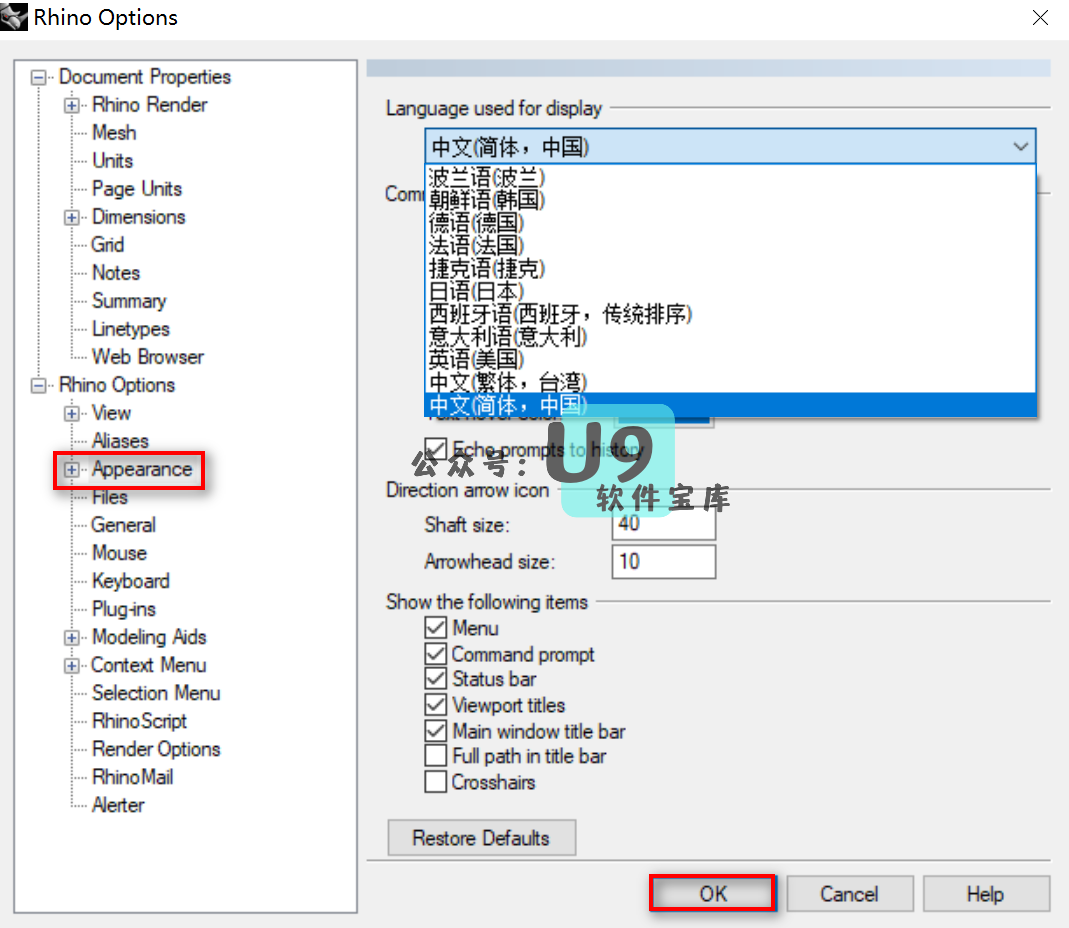 Rhino Options
Document Properties
Rhino Render
Mesh
Units
Page Units
Dimensions
Grid
Notes
Summary
Linetypes
Web Browser
Rhino Options
View
Aliases
Appearance
Files
General
Mouse
Keyboard
Plug-ins
Modeling Aids
Context Menu
Selection Menu
RhinoScript
Render Options
RhinoMail
Alerter
Language used for display
中文(简体，中国)
波兰语(波兰)
朝鲜语(韩国)
德语(德国)
法语(法国)
捷克语(捷克)
日语(日本)
西班牙语(西班牙，传统排序)
意大利语(意大利)
英语(美国)
中文(繁体，台湾)
中文(简体，中国)
Echo prompts to history
公众号：U9
软件宝库
Direction arrow icon
Shaft size: 40
Arrowhead size: 10
Show the following items
Menu
Command prompt
Status bar
Viewport titles
Main window title bar
Full path in title bar
Crosshairs
Restore Defaults
OK Cancel Help